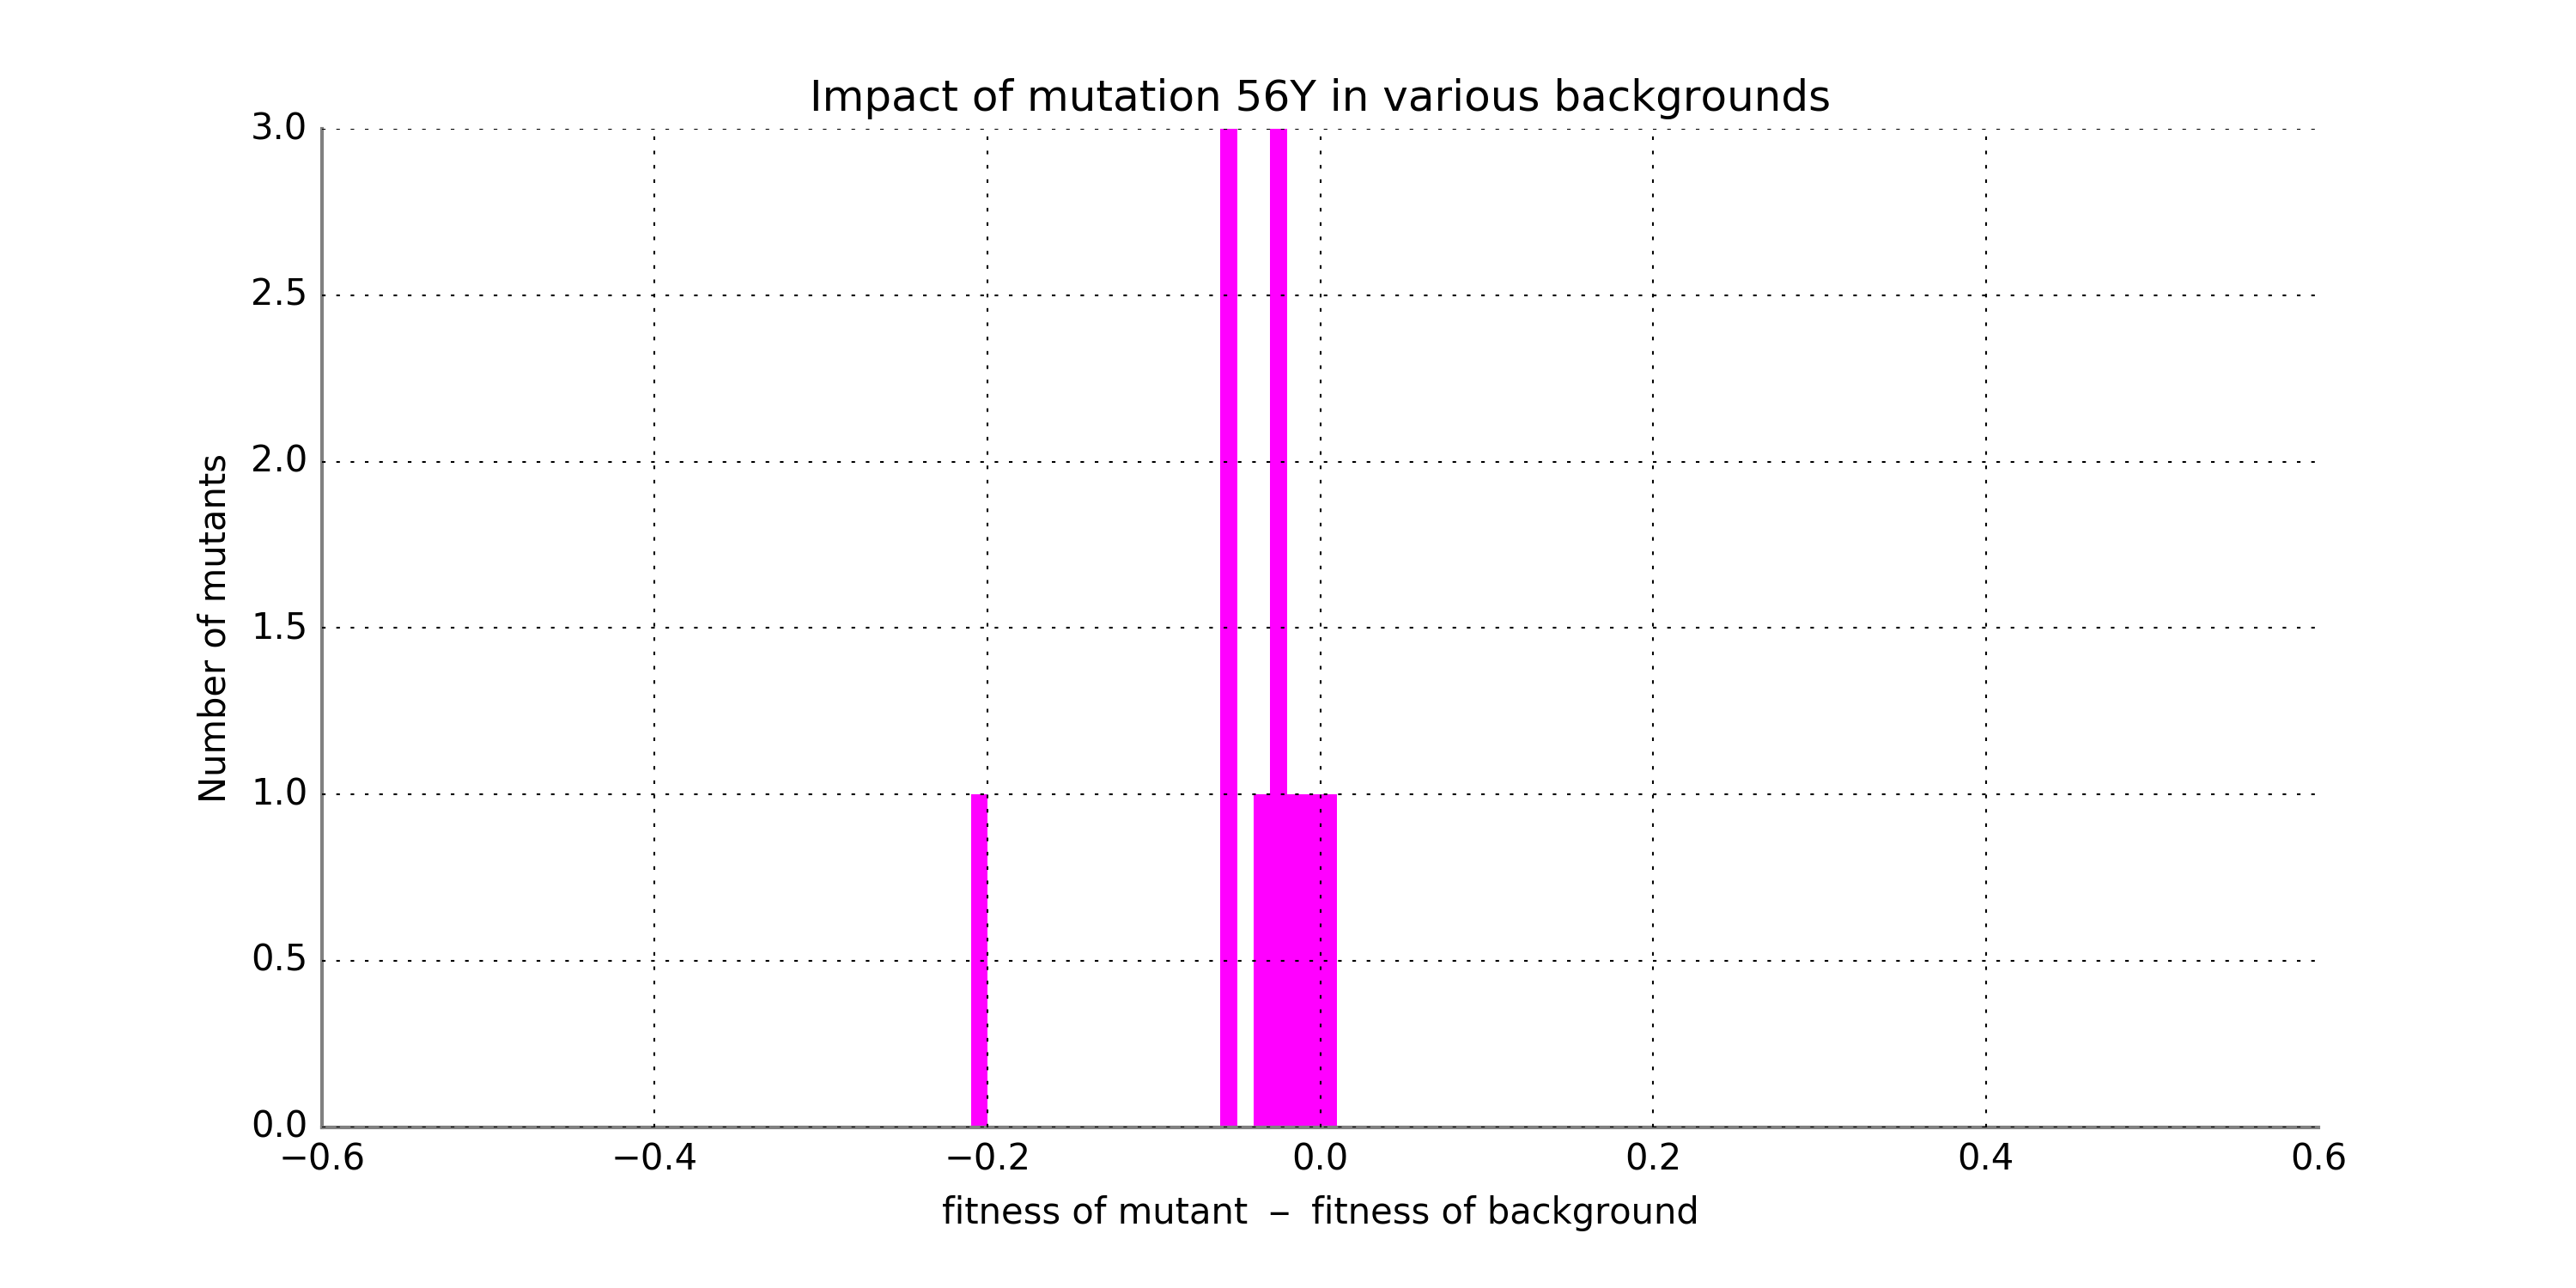 Impact of mutation 56Y in various backgrounds
3.0
2.5
2.0
1.5
1.0
0.5
0.0
Number of mutants
−0.6 −0.4 −0.2 0.0 0.2 0.4 0.6
fitness of mutant − fitness of background